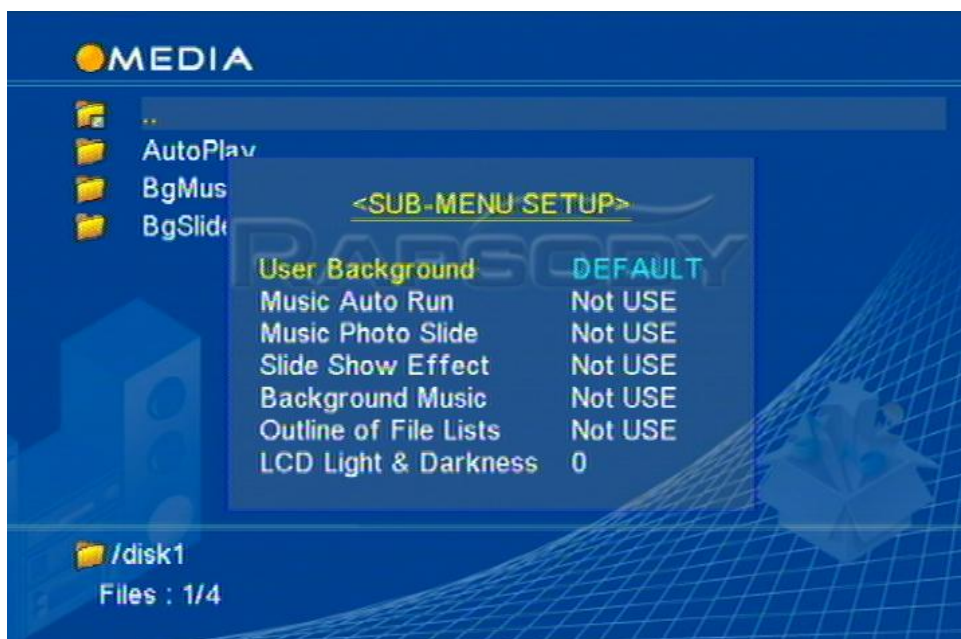 MEDIA
..
AutoPlay
BgMus
BgSlide
<SUB-MENU SETUP>
RAPSODY
User Background DEFAULT
Music Auto Run Not USE
Music Photo Slide Not USE
Slide Show Effect Not USE
Background Music Not USE
Outline of File Lists Not USE
LCD Light & Darkness 0
/disk1
Files : 1/4